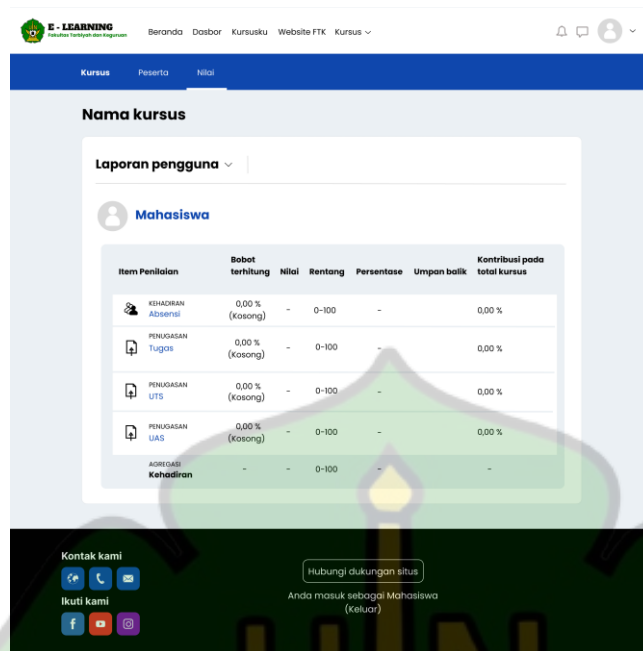 E - LEARNING
Fakultas Tarbiyah dan Keguruan
Beranda Dasbor Kursusku Website FTK Kursus
Kursus Peserta Nilai
Nama kursus
Laporan pengguna
Mahasiswa
Item Penilaian Bobot terhitung Nilai Rentang Persentase Umpan balik Kontribusi pada total kursus
KEHADIRAN
Absensi 0,00 % (Kosong) - 0-100 - 0,00 %
PENUGASAN
Tugas 0,00 % (Kosong) - 0-100 - 0,00 %
PENUGASAN
UTS 0,00 % (Kosong) - 0-100 - 0,00 %
PENUGASAN
UAS 0,00 % (Kosong) - 0-100 - 0,00 %
AGREGASI
Kehadiran - - 0-100 - -
Kontak kami
Hubungi dukungan situs
Anda masuk sebagai Mahasiswa
(Keluar)
Ikuti kami